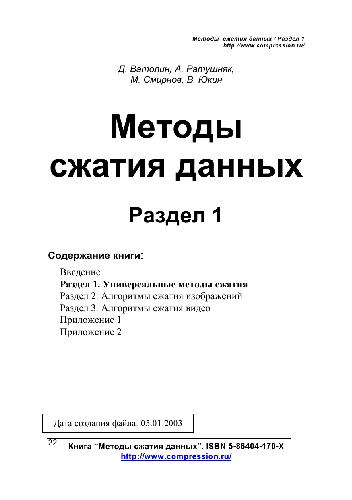 Методы сжатия данных / Раздел 1
http://www.compression.ru/
Д. Ватолин, А. Ратушняк,
М. Смирнов, В. Юкин
Методы
сжатия данных
Раздел 1
Содержание книги:
Введение
Раздел 1. Универсальные методы сжатия
Раздел 2. Алгоритмы сжатия изображений
Раздел 3. Алгоритмы сжатия видео
Приложение 1
Приложение 2
Дата создания файла: 05.01.2003
22
Книга “Методы сжатия данных”. ISBN 5-86404-170-X
http://www.compression.ru/